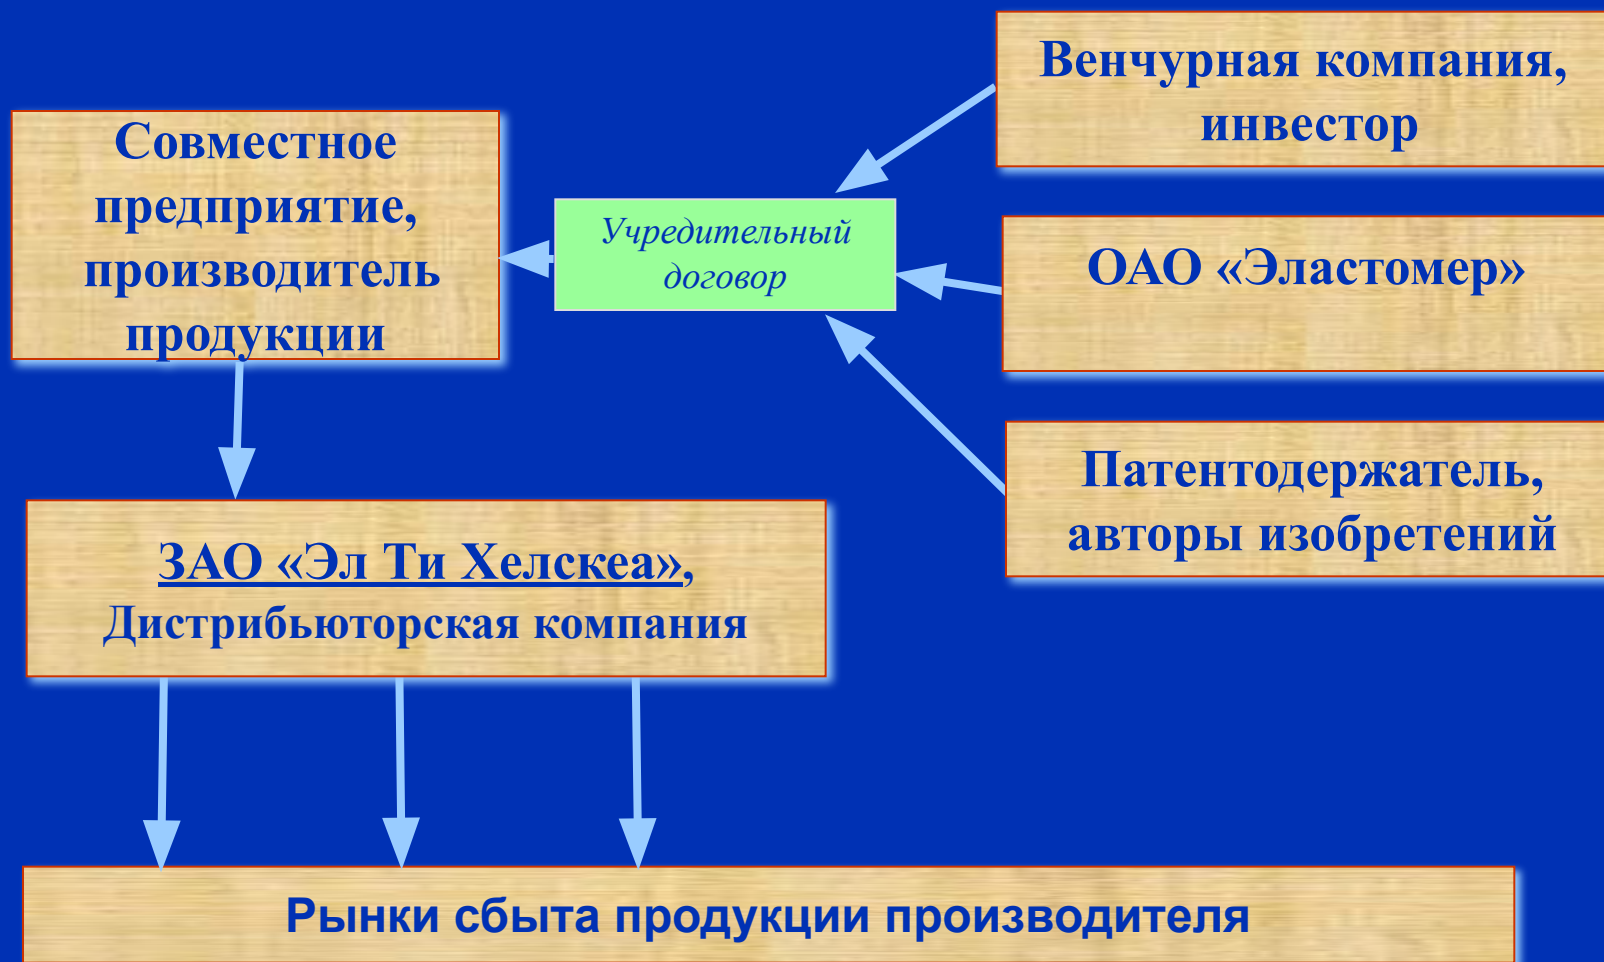 Венчурная компания,
инвестор
Совместное
предприятие,
производитель
продукции
Учредительный
договор
ОАО «Эластомер»
Патентодержатель,
авторы изобретений
ЗАО «Эл Ти Хелскеа»,
Дистрибьюторская компания
Рынки сбыта продукции производителя